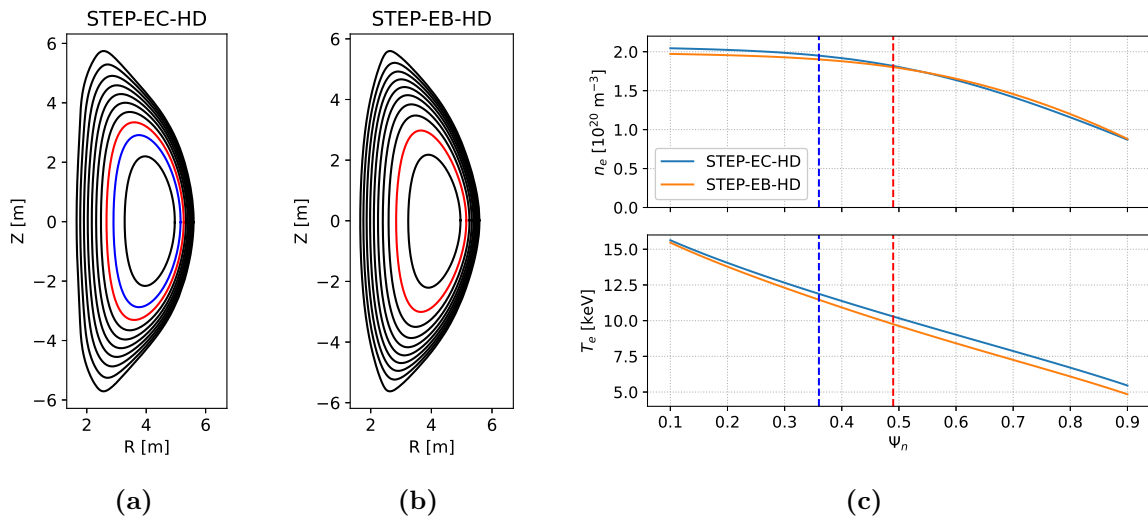 STEP-EC-HD
6
4
2
0
−2
−4
−6
Z [m]
2
4
6
R [m]
(a)
STEP-EB-HD
6
4
2
0
−2
−4
−6
Z [m]
2
4
6
R [m]
(b)
2.0
1.5
1.0
0.5
0.0
n_e [10^20 m^−3]
STEP-EC-HD
STEP-EB-HD
15.0
12.5
10.0
7.5
5.0
T_e [keV]
0.1
0.2
0.3
0.4
0.5
0.6
0.7
0.8
0.9
Ψ_n
(c)